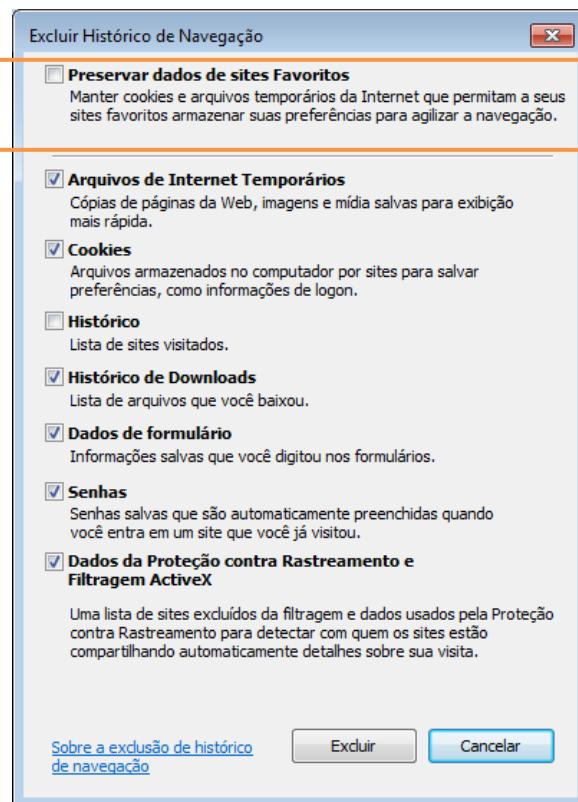 Excluir Histórico de Navegação
Preservar dados de sites Favoritos
Manter cookies e arquivos temporários da Internet que permitam a seus
sites favoritos armazenar suas preferências para agilizar a navegação.
Arquivos de Internet Temporários
Cópias de páginas da Web, imagens e mídia salvas para exibição
mais rápida.
Cookies
Arquivos armazenados no computador por sites para salvar
preferências, como informações de logon.
Histórico
Lista de sites visitados.
Histórico de Downloads
Lista de arquivos que você baixou.
Dados de formulário
Informações salvas que você digitou nos formulários.
Senhas
Senhas salvas que são automaticamente preenchidas quando
você entra em um site que você já visitou.
Dados da Proteção contra Rastreamento e
Filtragem ActiveX
Uma lista de sites excluídos da filtragem e dados usados pela Proteção
contra Rastreamento para detectar com quem os sites estão
compartilhando automaticamente detalhes sobre sua visita.
Sobre a exclusão de histórico
de navegação
Excluir
Cancelar